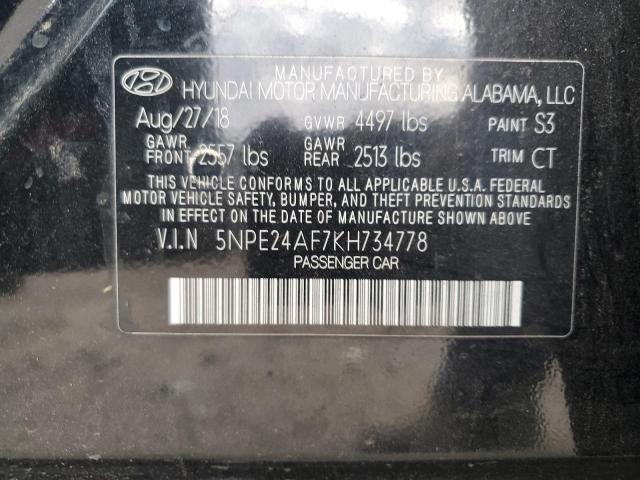 MANUFACTURED BY
HYUNDAI MOTOR MANUFACTURING ALABAMA, LLC
Aug/27/18 GVWR 4497 lbs PAINT S3
GAWR FRONT 2557 lbs GAWR REAR 2513 lbs TRIM CT
THIS VEHICLE CONFORMS TO ALL APPLICABLE U.S.A. FEDERAL
MOTOR VEHICLE SAFETY, BUMPER, AND THEFT PREVENTION STANDARDS
IN EFFECT ON THE DATE OF MANUFACTURE SHOWN ABOVE.
V.I.N 5NPE24AF7KH734778
PASSENGER CAR